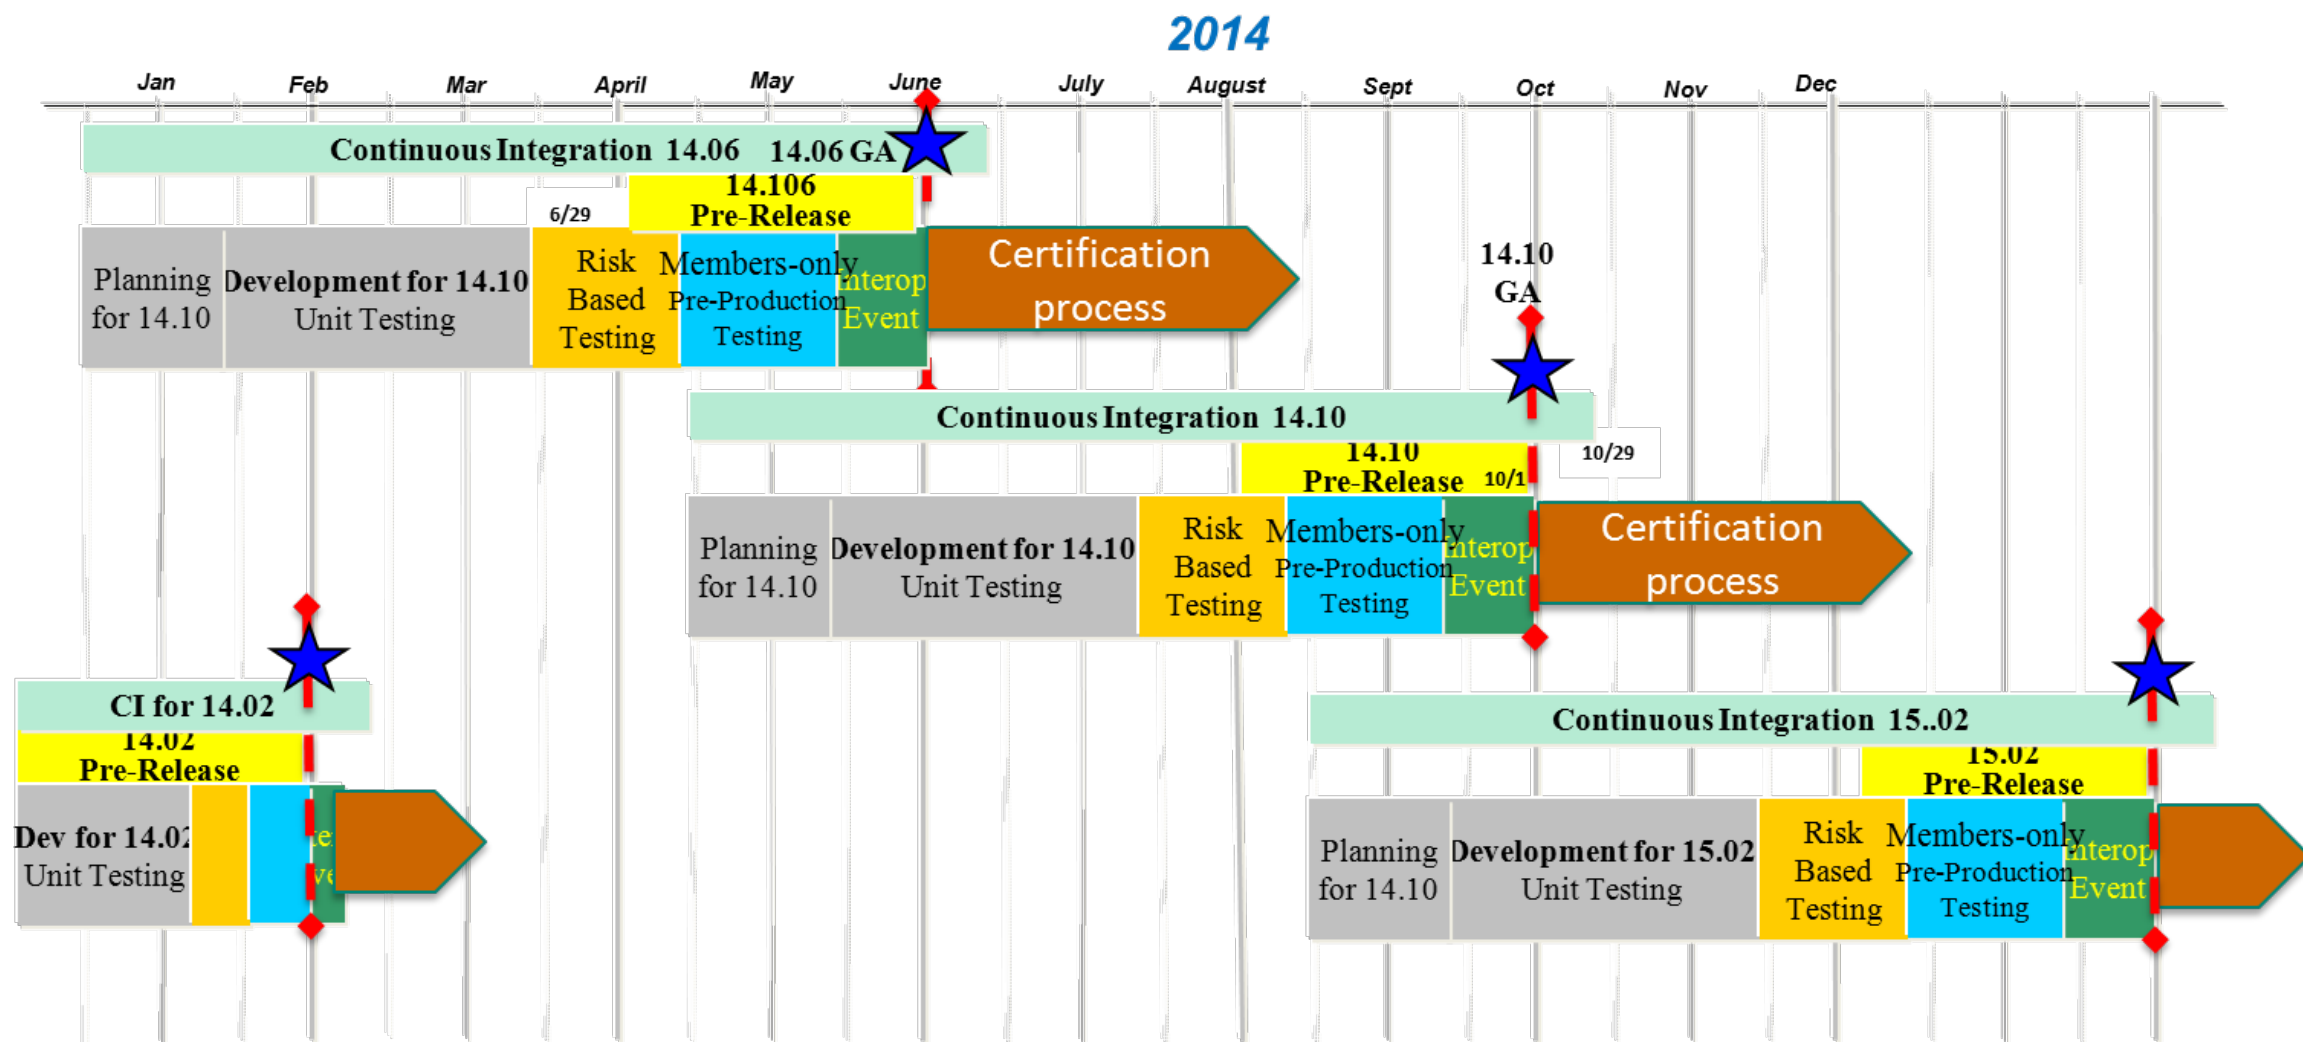 2014
Jan Feb Mar April May June July August Sept Oct Nov Dec
Continuous Integration 14.06 14.06 GA
14.106
Pre-Release
6/29
Planning
for 14.10
Development for 14.10
Unit Testing
Risk
Based
Testing
Members-only
Pre-Production
Testing
nterop
Event
Certification
process
14.10
GA
Continuous Integration 14.10
14.10
Pre-Release 10/1
10/29
Planning
for 14.10
Development for 14.10
Unit Testing
Risk
Based
Testing
Members-only
Pre-Production
Testing
nterop
Event
Certification
process
CI for 14.02
14.02
Pre-Release
Dev for 14.02
Unit Testing
te
ve
Continuous Integration 15..02
15.02
Pre-Release
Planning
for 14.10
Development for 15.02
Unit Testing
Risk
Based
Testing
Members-only
Pre-Production
Testing
nterop
Event